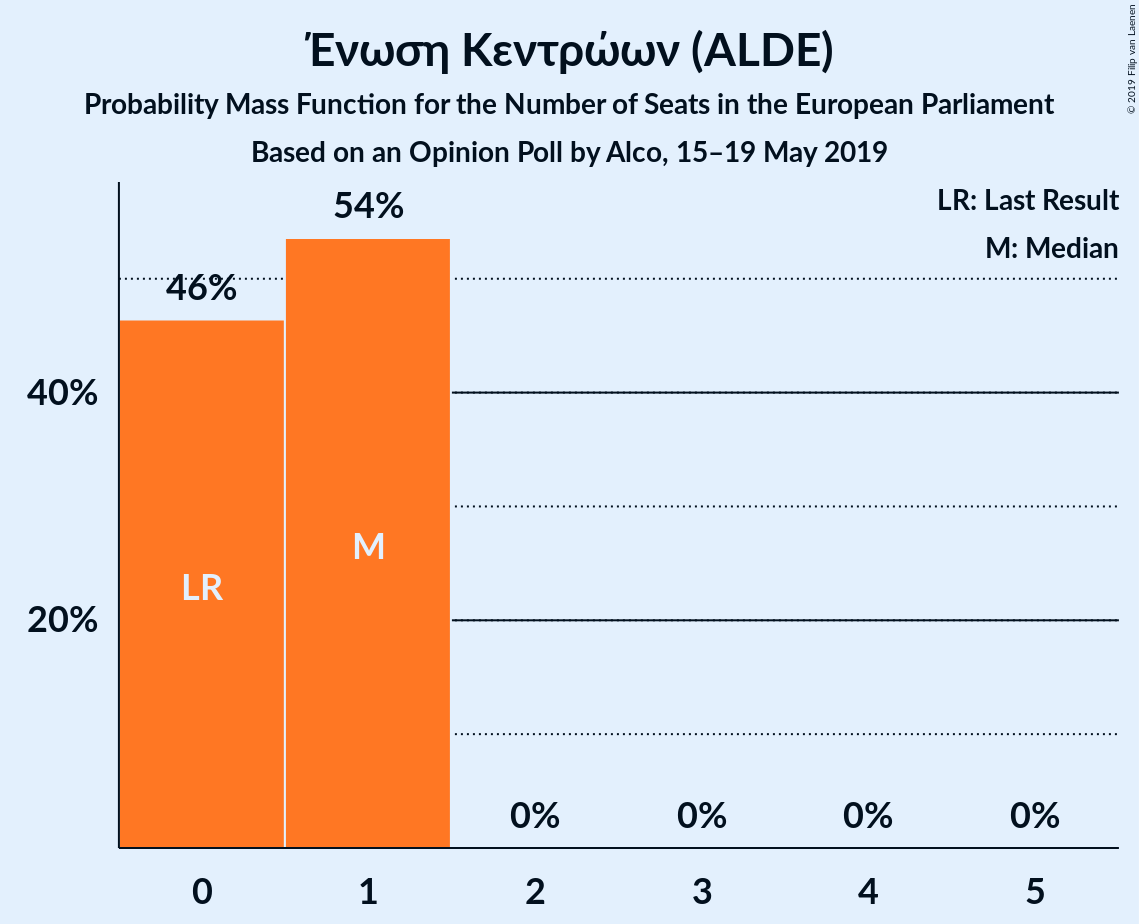 Ένωση Κεντρώων (ALDE)
Probability Mass Function for the Number of Seats in the European Parliament
Based on an Opinion Poll by Alco, 15–19 May 2019
© 2019 Filip van Laenen
LR: Last Result
M: Median
54%
46%
40%
20%
LR
M
0%
0%
0%
0%
0
1
2
3
4
5